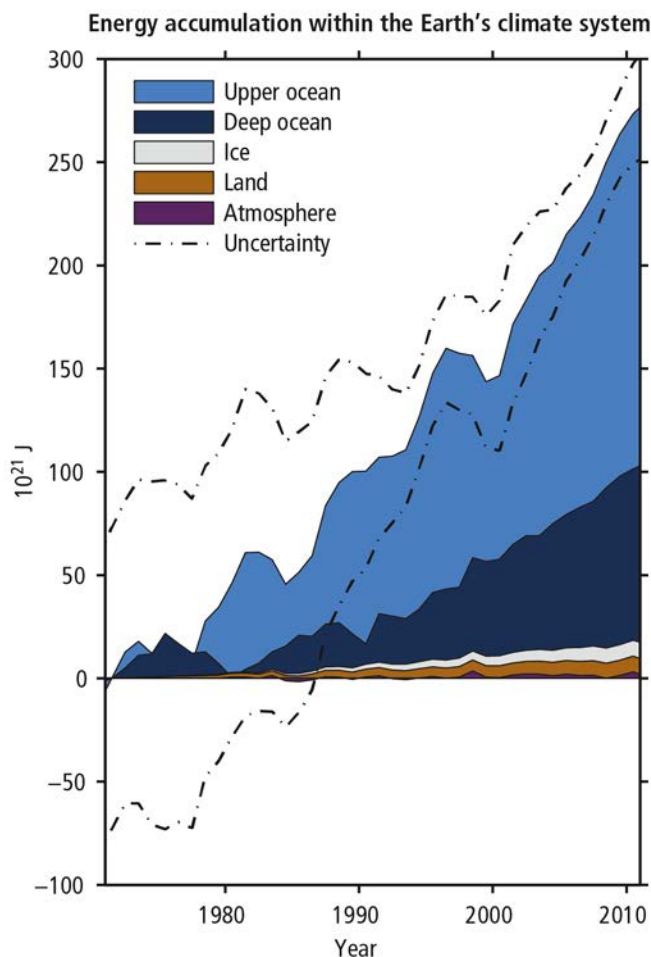 Energy accumulation within the Earth's climate system
300
250
200
150
100
50
0
−50
−100
10²¹ J
Upper ocean
Deep ocean
Ice
Land
Atmosphere
Uncertainty
1980 1990 2000 2010
Year